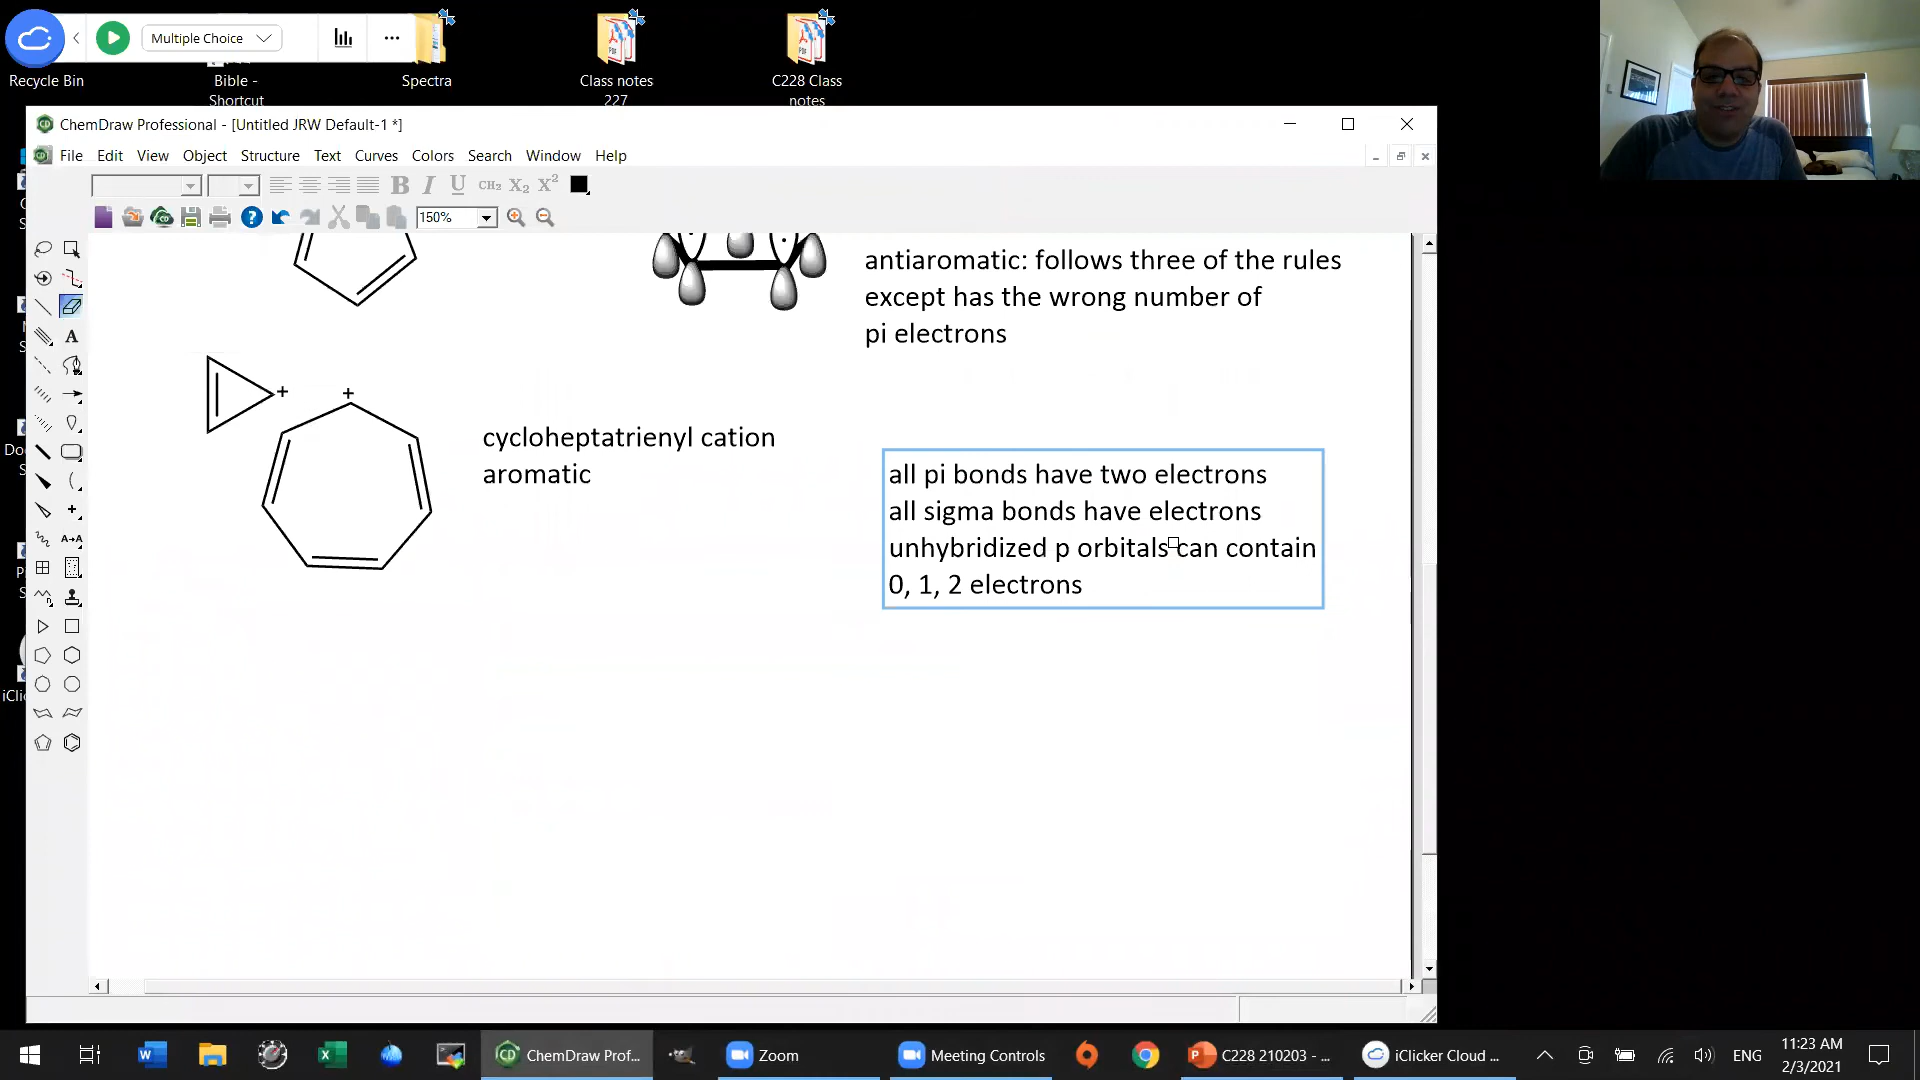 Multiple Choice
Recycle Bin
Bible -
Shortcut
Spectra
Class notes
227
C228 Class
notes
ChemDraw Professional - [Untitled JRW Default-1 *]
File Edit View Object Structure Text Curves Colors Search Window Help
B I U CH2 X2 X2
150%
antiaromatic: follows three of the rules
except has the wrong number of
pi electrons
+
+
cycloheptatrienyl cation
aromatic
all pi bonds have two electrons
all sigma bonds have electrons
unhybridized p orbitals can contain
0, 1, 2 electrons
ChemDraw Prof...
Zoom
Meeting Controls
C228 210203 - ...
iClicker Cloud ...
ENG
11:23 AM
2/3/2021